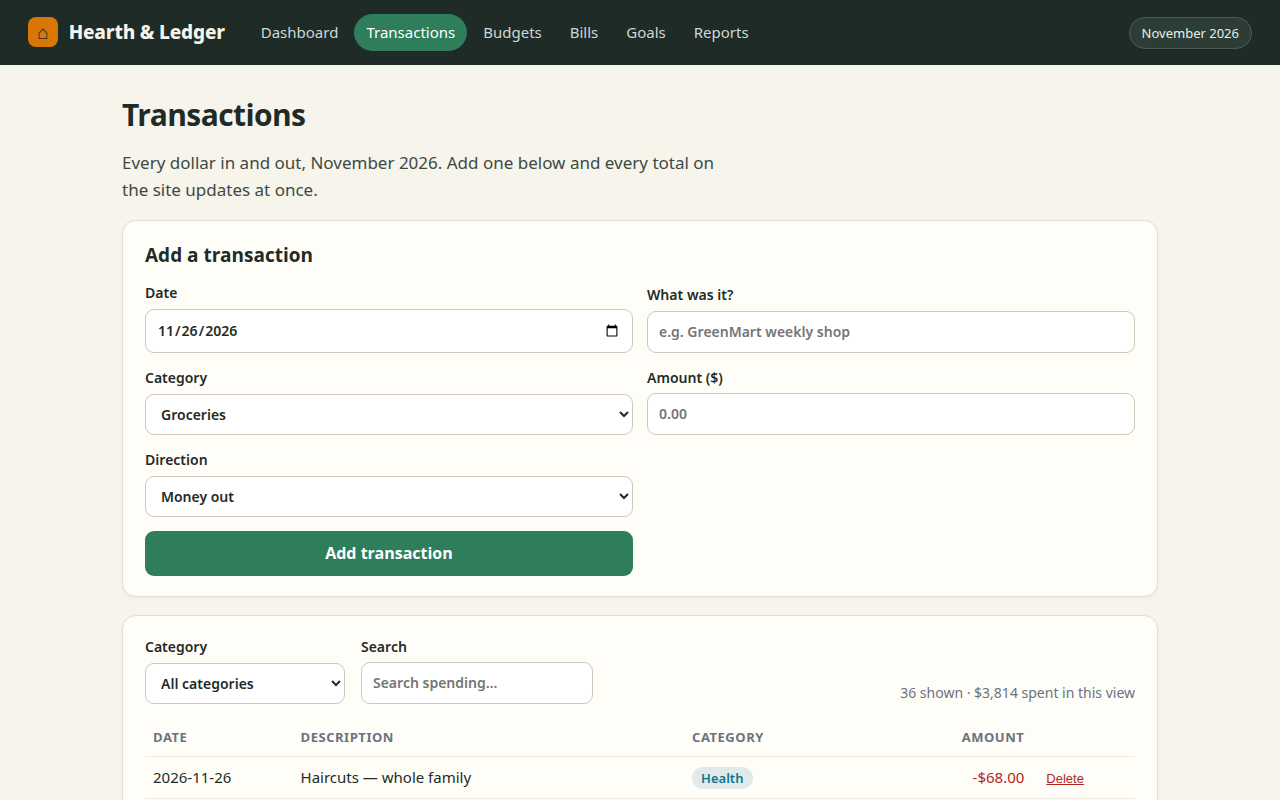 Hearth & Ledger
Dashboard
Transactions
Budgets
Bills
Goals
Reports
November 2026
Transactions
Every dollar in and out, November 2026. Add one below and every total on
the site updates at once.
Add a transaction
Date
11/26/2026
What was it?
e.g. GreenMart weekly shop
Category
Groceries
Amount ($)
0.00
Direction
Money out
Add transaction
Category
All categories
Search
Search spending...
36 shown · $3,814 spent in this view
DATE DESCRIPTION CATEGORY AMOUNT
2026-11-26 Haircuts — whole family Health -$68.00 Delete